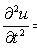 ∂²u/∂t² =